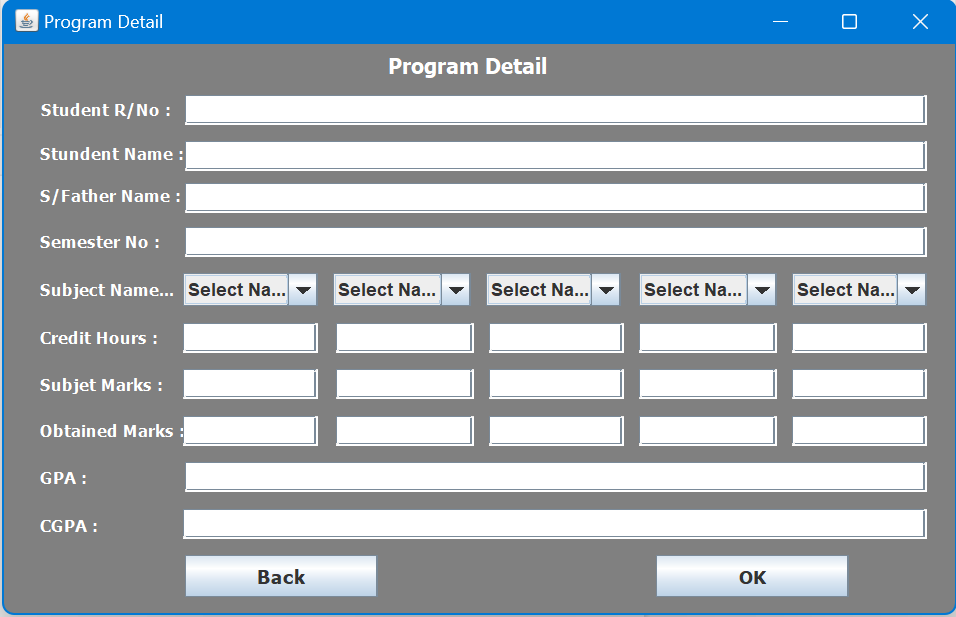 Program Detail
Program Detail
Student R/No :
Stundent Name :
S/Father Name :
Semester No :
Subject Name... Select Na... Select Na... Select Na... Select Na... Select Na...
Credit Hours :
Subjet Marks :
Obtained Marks :
GPA :
CGPA :
Back OK